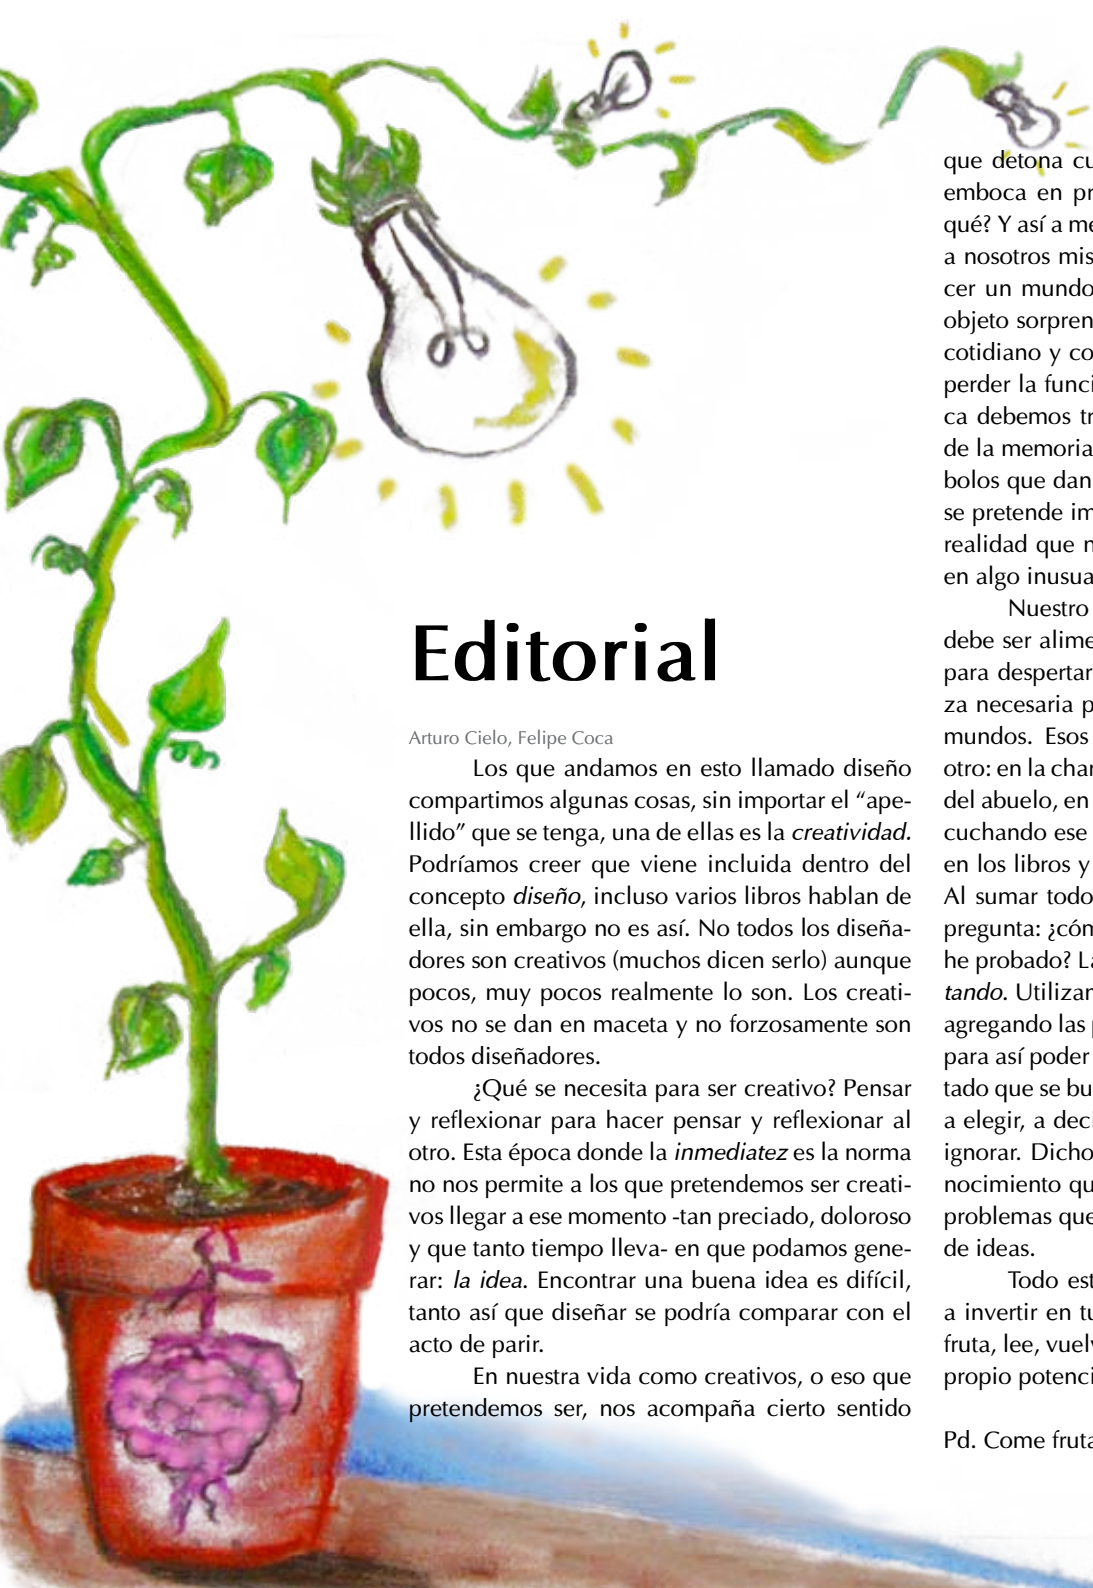 Editorial
Arturo Cielo, Felipe Coca
Los que andamos en esto llamado diseño
compartimos algunas cosas, sin importar el “ape-
llido” que se tenga, una de ellas es la creatividad.
Podríamos creer que viene incluida dentro del
concepto diseño, incluso varios libros hablan de
ella, sin embargo no es así. No todos los diseña-
dores son creativos (muchos dicen serlo) aunque
pocos, muy pocos realmente lo son. Los creati-
vos no se dan en maceta y no forzosamente son
todos diseñadores.
¿Qué se necesita para ser creativo? Pensar
y reflexionar para hacer pensar y reflexionar al
otro. Esta época donde la inmediatez es la norma
no nos permite a los que pretendemos ser creati-
vos llegar a ese momento -tan preciado, doloroso
y que tanto tiempo lleva- en que podamos gene-
rar: la idea. Encontrar una buena idea es difícil,
tanto así que diseñar se podría comparar con el
acto de parir.
En nuestra vida como creativos, o eso que
pretendemos ser, nos acompaña cierto sentido
que detona
emboca en
qué? Y así a
a nosotros
cer un mundo
objeto
cotidiano y
perder la
ca debemos
de la memoria
bolos que dan
se pretende
realidad que
en algo
Nuestro
debe ser
para despertar
za necesaria
mundos. Esos
otro: en la
del abuelo, en
cuchando ese
en los libros y
Al sumar
pregunta:
he probado?
tando.
agregando las
para así poder
tado que se
a elegir, a
ignorar.
nocimiento
problemas que
de ideas.
Todo
a invertir en
fruta, lee,
propio
Pd. Come